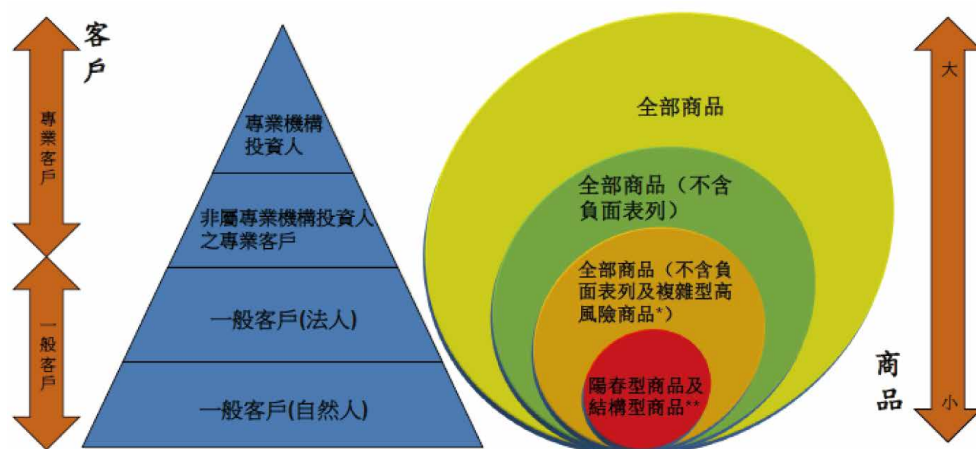 客戶
專業客戶
一般客戶
專業機構
投資人
非屬專業機構投資人
之專業客戶
一般客戶(法人)
一般客戶(自然人)
全部商品
全部商品（不含
負面表列）
全部商品（不含負
面表列及複雜型高
風險商品*）
陽春型商品及
結構型商品**
大
小
商品